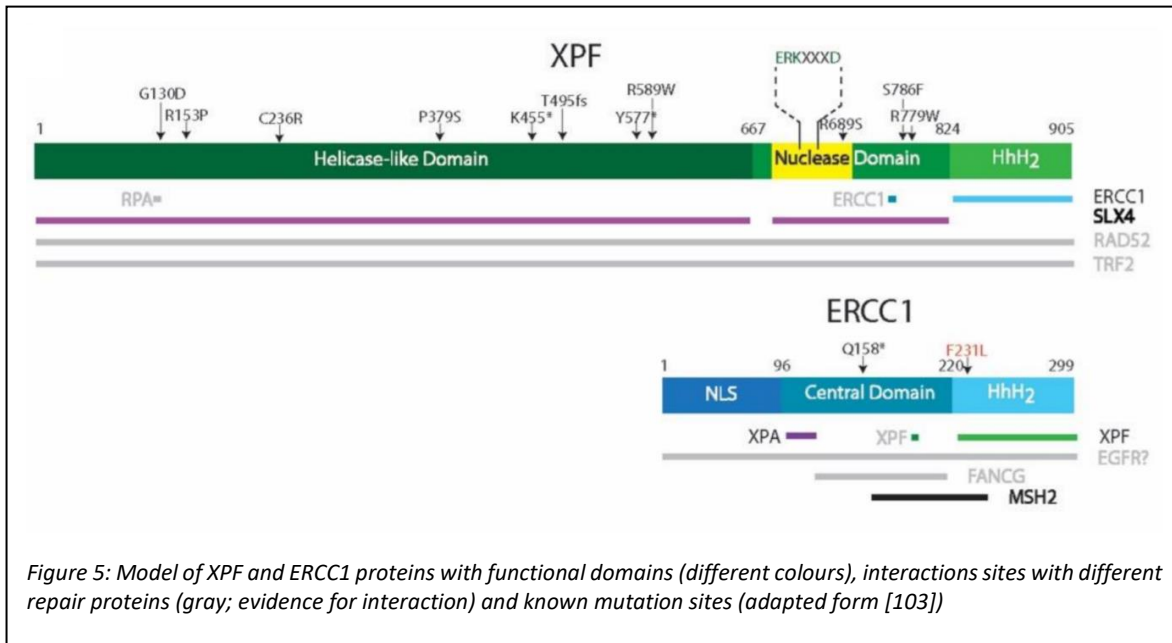 XPF
ERKXXXD
G130D
R153P
C236R
P379S
K455*
T495fs
Y577*
R589W
R689S
S786F
R779W
1
667
824
905
Helicase-like Domain
Nuclease Domain
HhH2
RPA
ERCC1
ERCC1
SLX4
RAD52
TRF2
ERCC1
Q158*
F231L
1
96
220
299
NLS
Central Domain
HhH2
XPA
XPF
XPF
EGFR?
FANCG
MSH2
Figure 5: Model of XPF and ERCC1 proteins with functional domains (different colours), interactions sites with different
repair proteins (gray; evidence for interaction) and known mutation sites (adapted form [103])